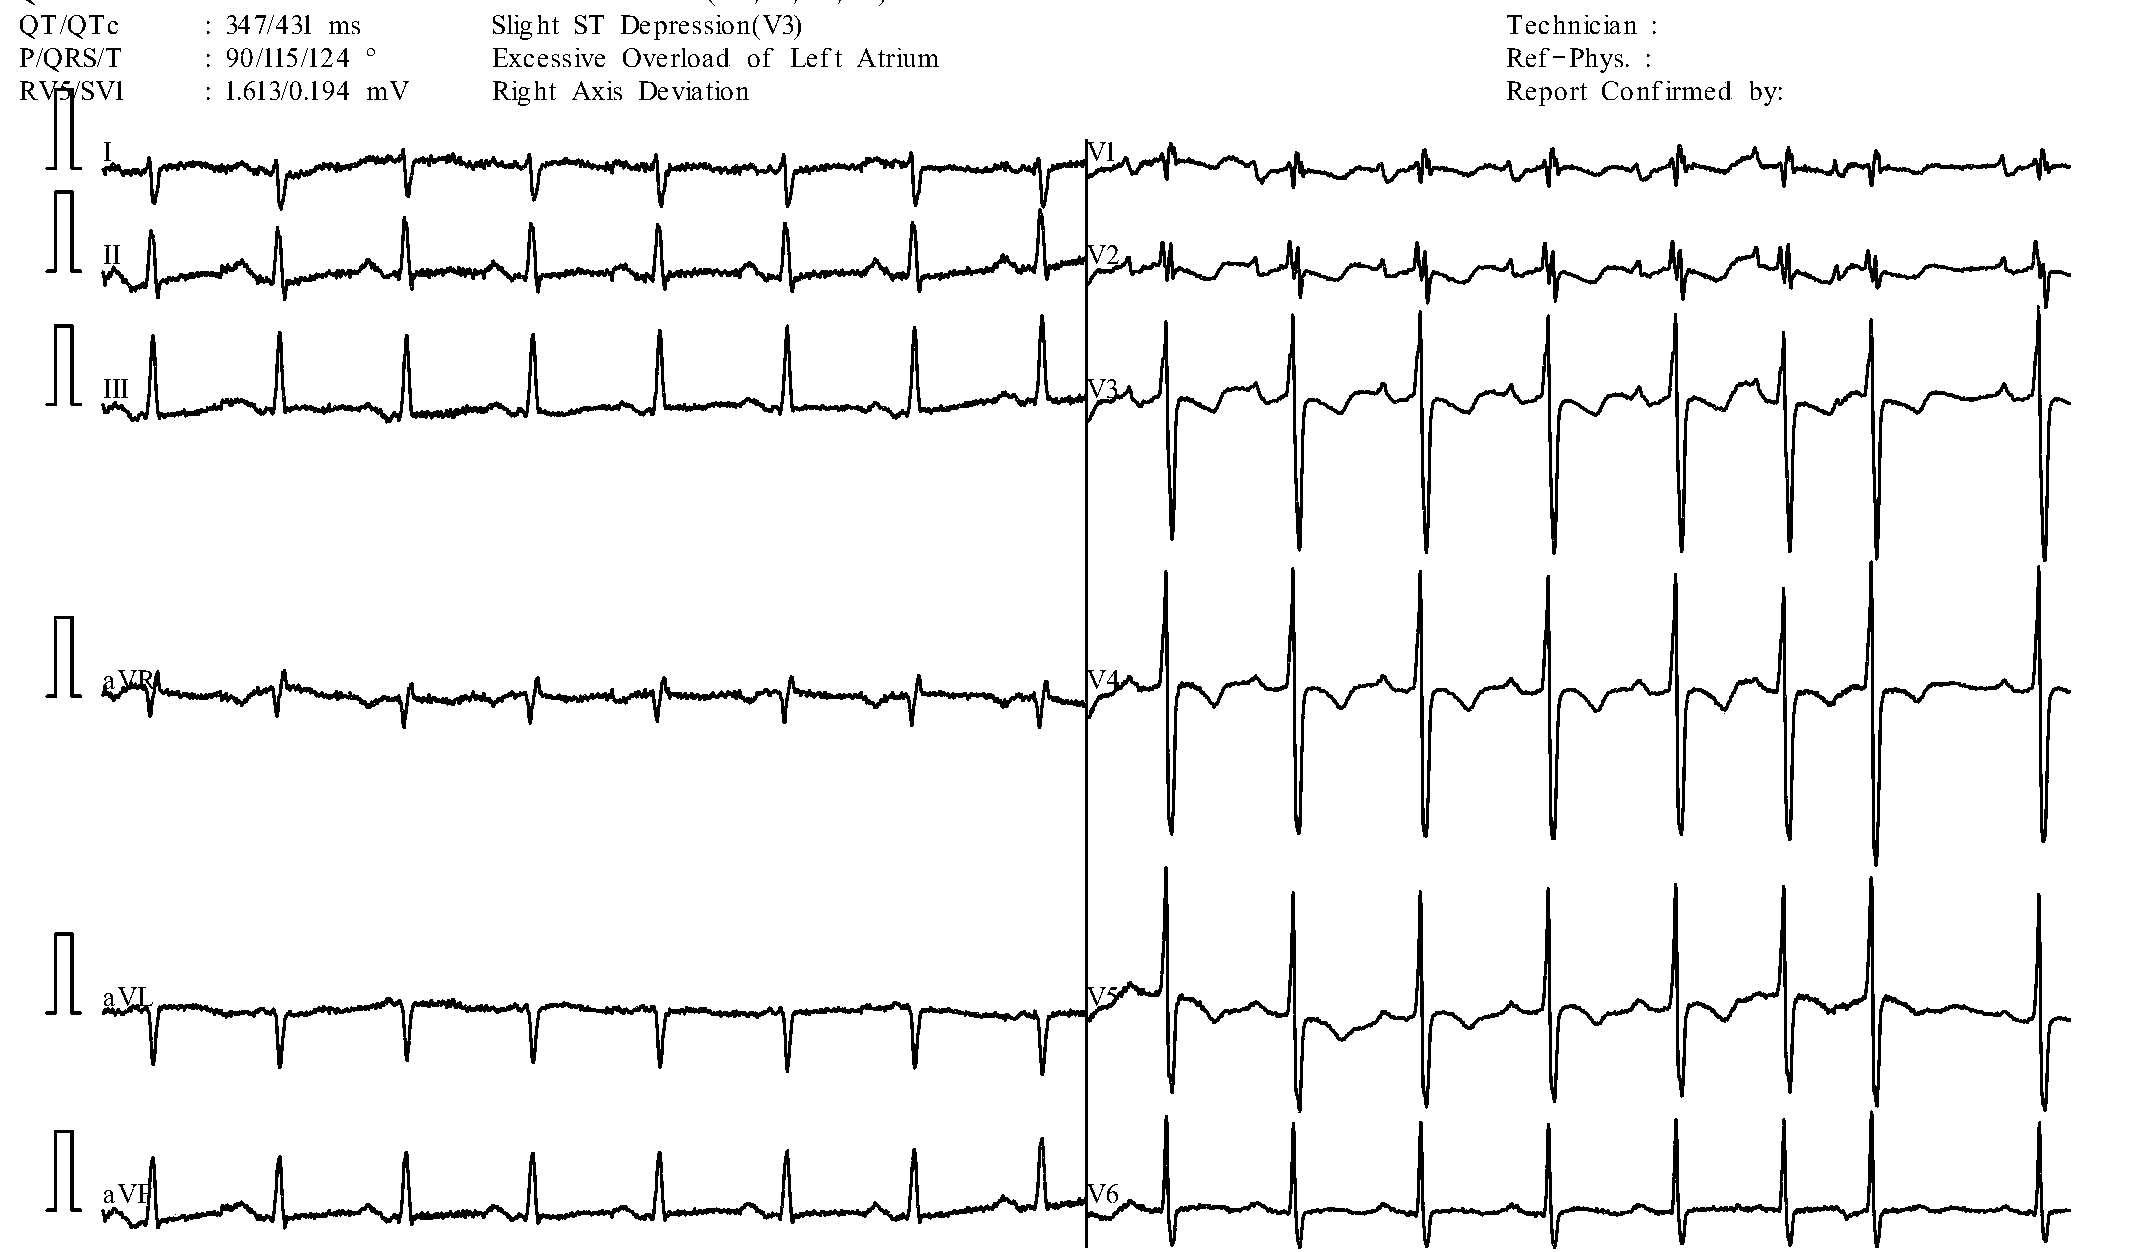 QT/QTc : 347/431 ms Slight ST Depression(V3) Technician :
P/QRS/T : 90/115/124 ° Excessive Overload of Left Atrium Ref-Phys. :
RV5/SV1 : 1.613/0.194 mV Right Axis Deviation Report Confirmed by:
I V1
II V2
III V3
aVR V4
aVL V5
aVF V6